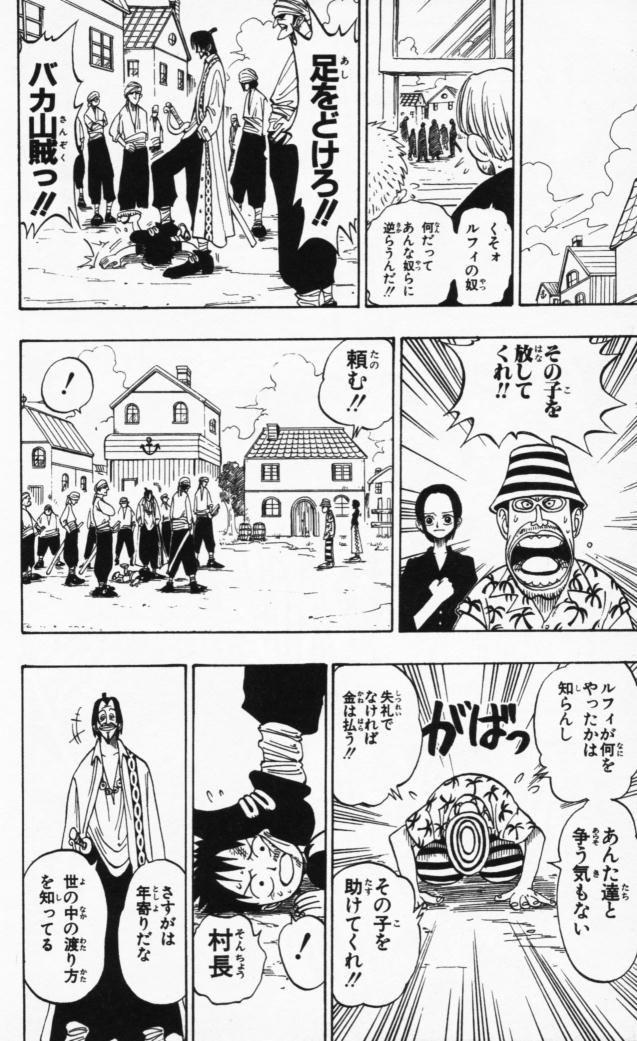 くそォ
ルフィの奴
何だって
あんな奴らに
逆らうんだ!!
足をどけろ!!
バカ山賊っ!!
その子を
放して
くれ!!
頼む!!
!
ルフィが何を
やったかは
知らんし
あんた達と
争う気もない
がばっ
失礼で
なければ
金は払う!!
その子を
助けてくれ!!
!
村長
さすがは
年寄りだな
世の中の渡り方
を知ってる